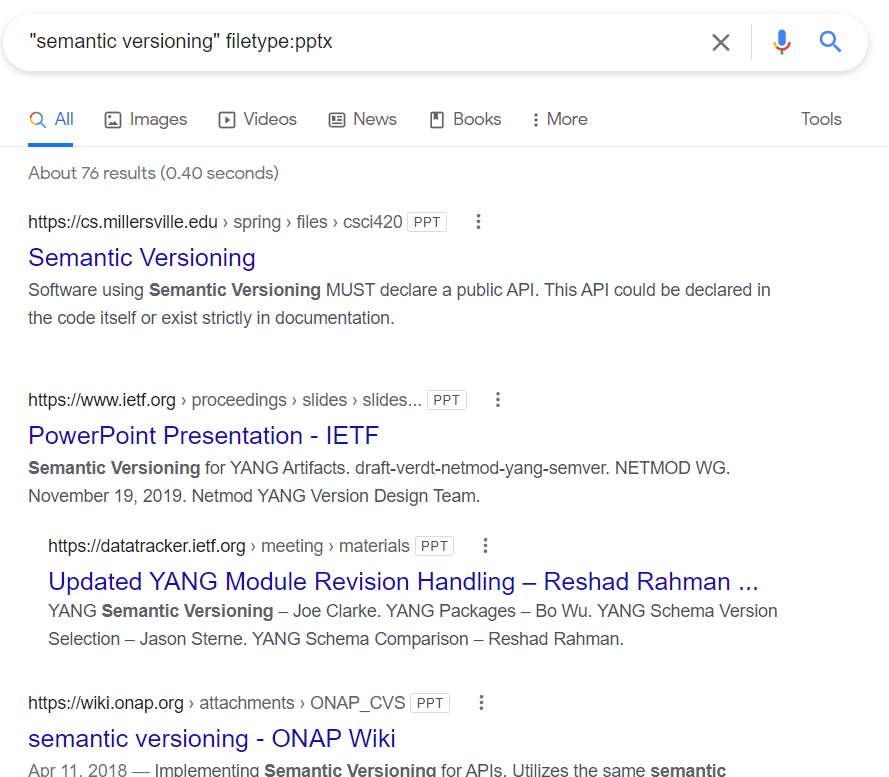 "semantic versioning" filetype:pptx
All Images Videos News Books More Tools
About 76 results (0.40 seconds)
https://cs.millersville.edu › spring › files › csci420 PPT
Semantic Versioning
Software using Semantic Versioning MUST declare a public API. This API could be declared in
the code itself or exist strictly in documentation.
https://www.ietf.org › proceedings › slides › slides... PPT
PowerPoint Presentation - IETF
Semantic Versioning for YANG Artifacts. draft-verdt-netmod-yang-semver. NETMOD WG.
November 19, 2019. Netmod YANG Version Design Team.
https://datatracker.ietf.org › meeting › materials PPT
Updated YANG Module Revision Handling – Reshad Rahman ...
YANG Semantic Versioning – Joe Clarke. YANG Packages – Bo Wu. YANG Schema Version
Selection – Jason Sterne. YANG Schema Comparison – Reshad Rahman.
https://wiki.onap.org › attachments › ONAP_CVS PPT
semantic versioning - ONAP Wiki
Apr 11, 2018 — Implementing Semantic Versioning for APIs. Utilizes the same semantic